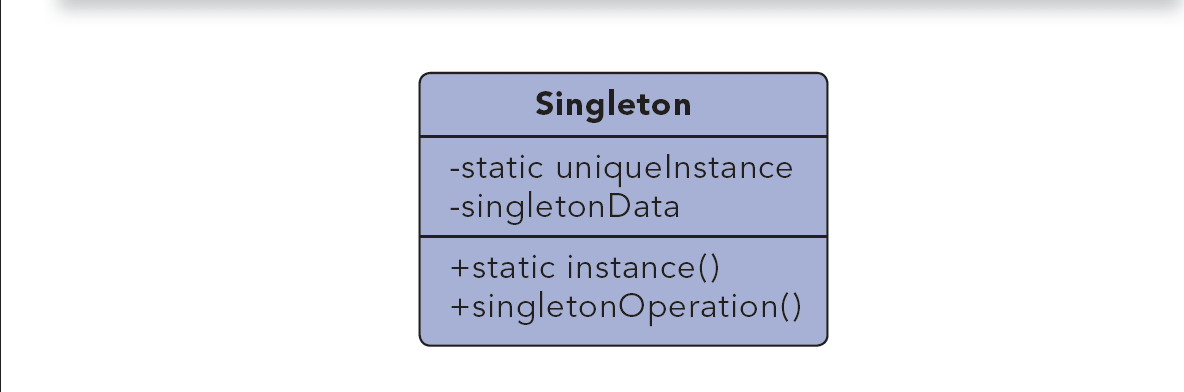 Singleton
-static uniqueInstance
-singletonData
+static instance()
+singletonOperation()